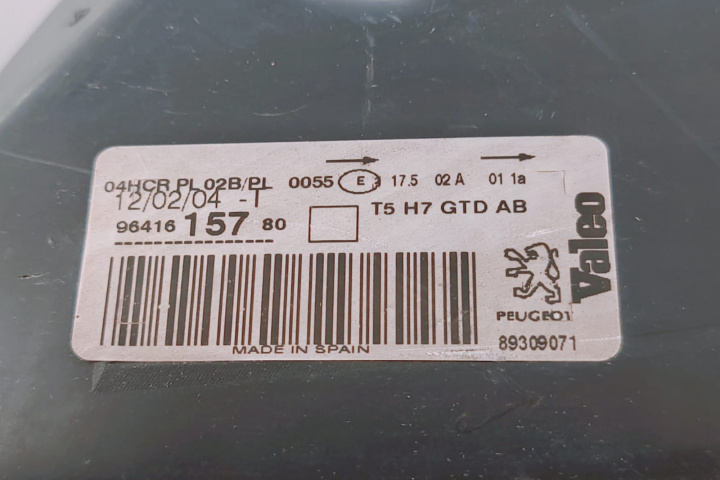 04HCR PL 02B/PL 0055 E 17.5 02 A 01 1a
12/02/04 -T
96416 157 80
T5 H7 GTD AB
Valeo
PEUGEOT
MADE IN SPAIN
89309071